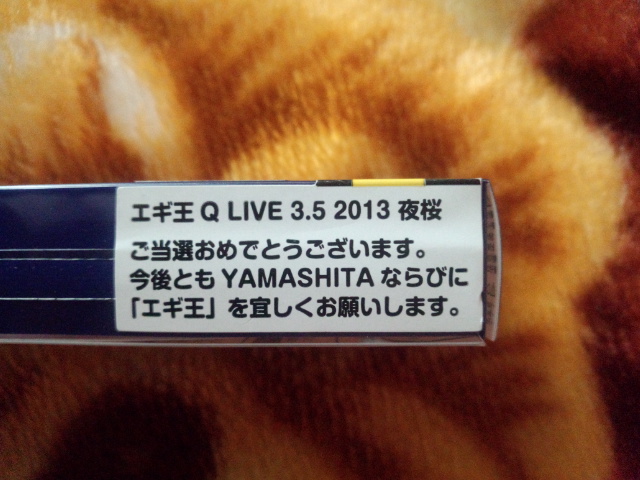 エギ王 Q LIVE 3.5 2013 夜桜
ご当選おめでとうございます。
今後とも YAMASHITA ならびに
「エギ王」を宜しくお願いします。